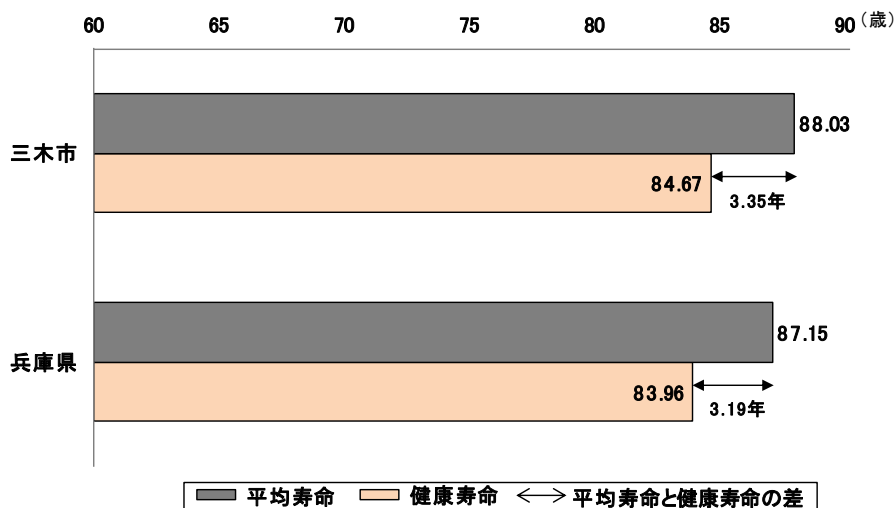 60 65 70 75 80 85 90 (歳)
88.03
三木市
84.67
3.35年
87.15
兵庫県
83.96
3.19年
平均寿命 健康寿命 平均寿命と健康寿命の差